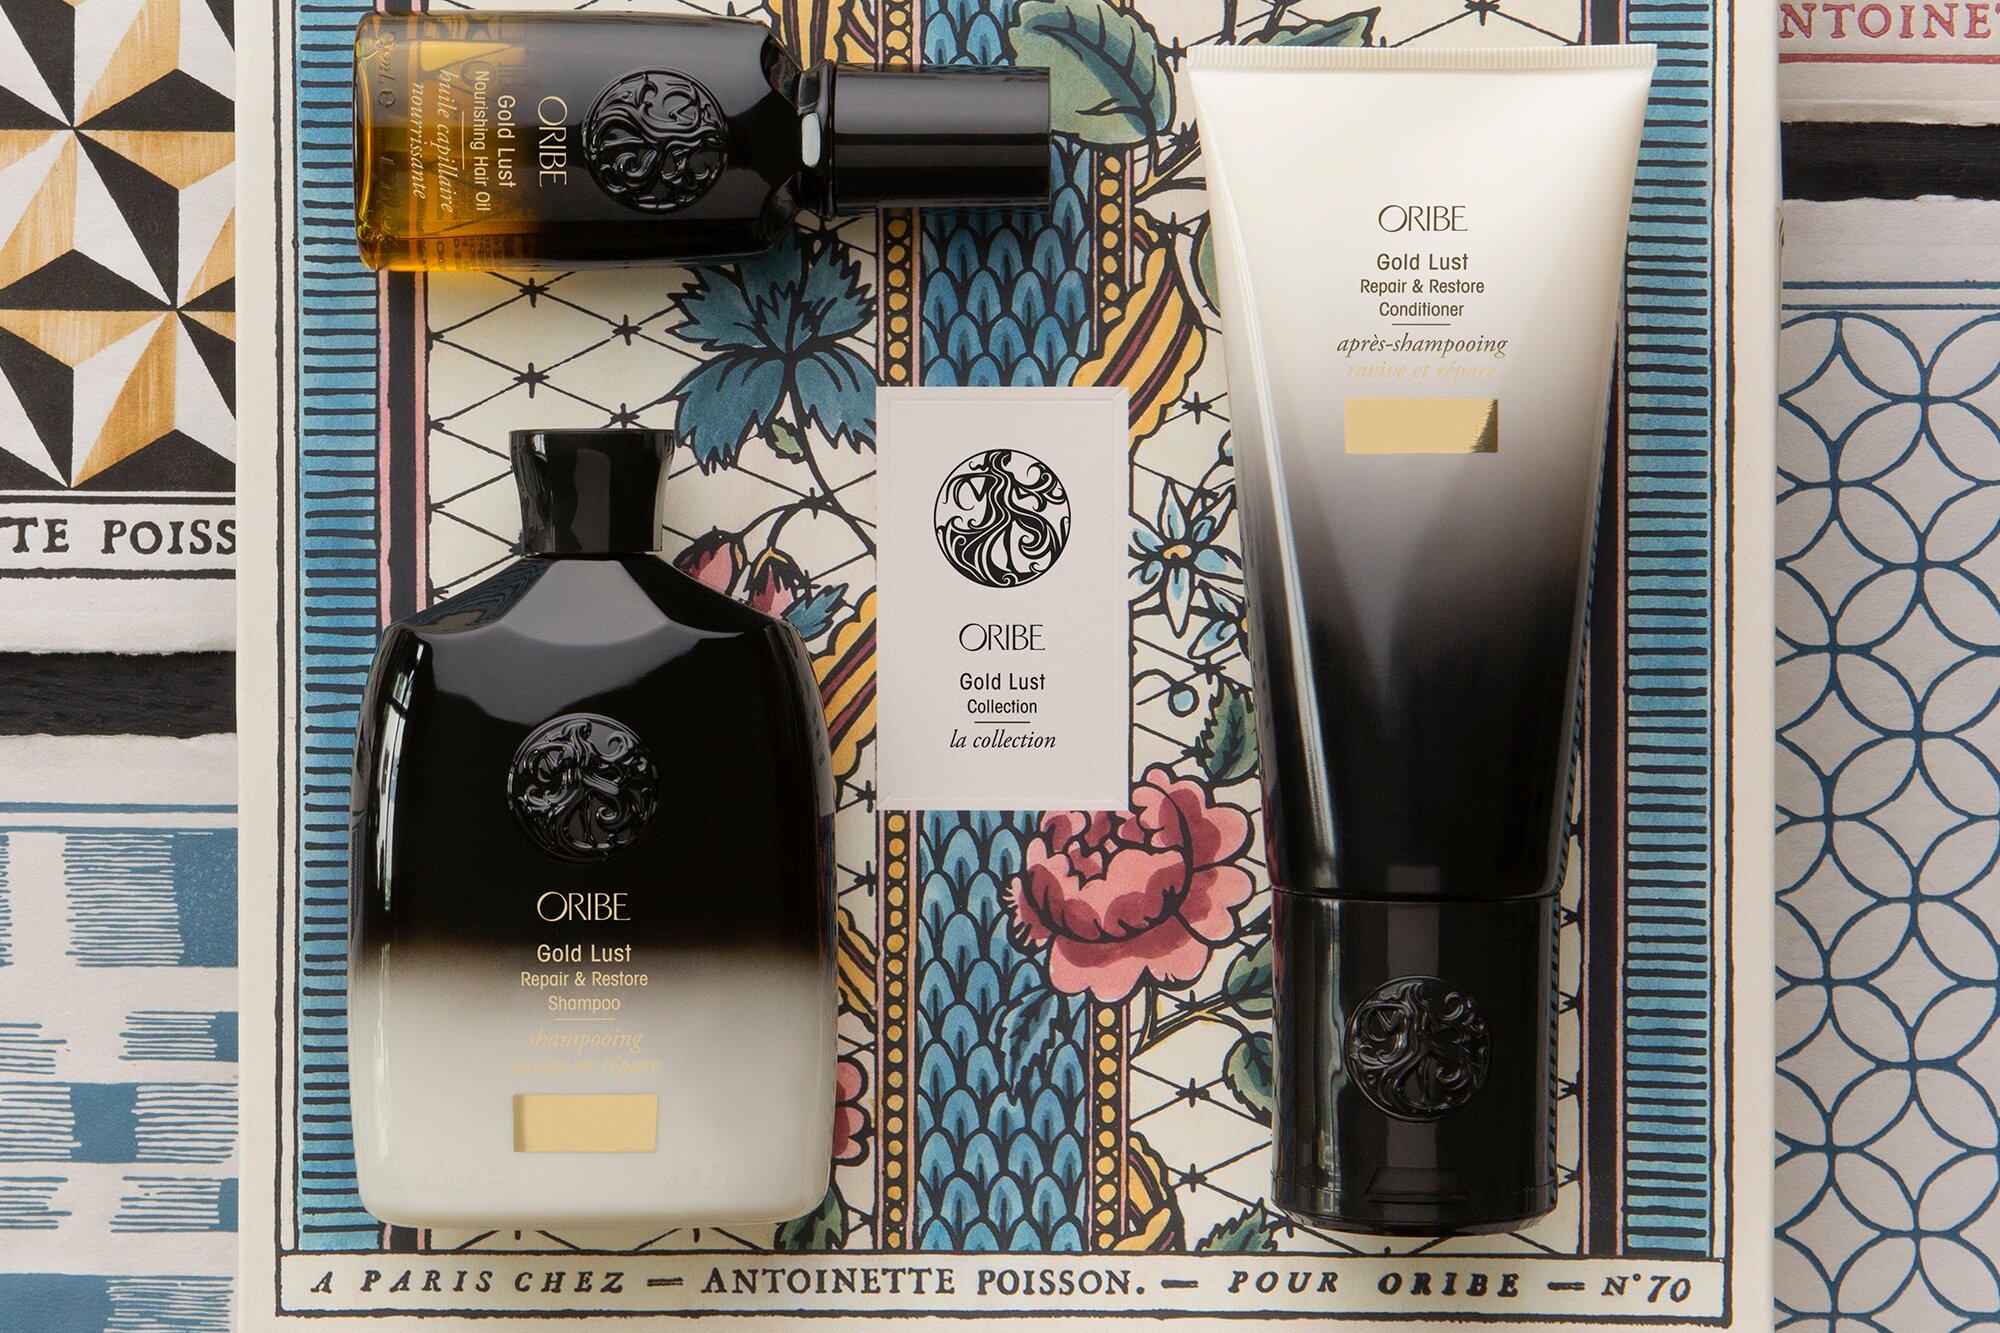 NTOINET
ORIBE
Gold Lust
Nourishing Hair Oil
huile capillaire
nourrissante
ORIBE
Gold Lust
Repair & Restore
Conditioner
après-shampooing
ravive et répare
TE POISS
ORIBE
Gold Lust
Collection
la collection
ORIBE
Gold Lust
Repair & Restore
Shampoo
shampooing
ravive et répare
A PARIS CHEZ — ANTOINETTE POISSON. — POUR ORIBE — N°70